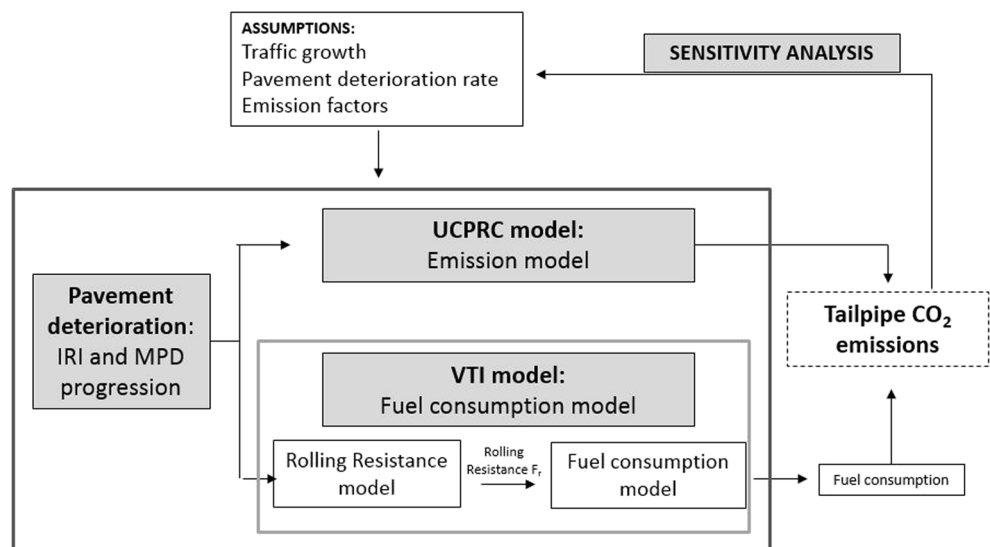 ASSUMPTIONS:
Traffic growth
Pavement deterioration rate
Emission factors
SENSITIVITY ANALYSIS
UCPRC model:
Emission model
Pavement
deterioration:
IRI and MPD
progression
Tailpipe CO₂
emissions
VTI model:
Fuel consumption model
Rolling Resistance
model
Rolling
Resistance Fᵣ
Fuel consumption
model
Fuel consumption